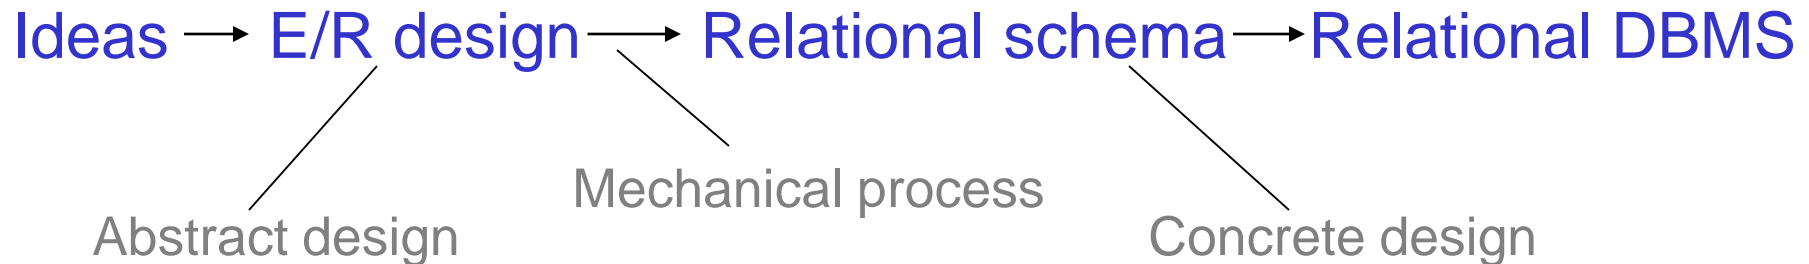 Ideas → E/R design → Relational schema → Relational DBMS
Mechanical process
Abstract design
Concrete design